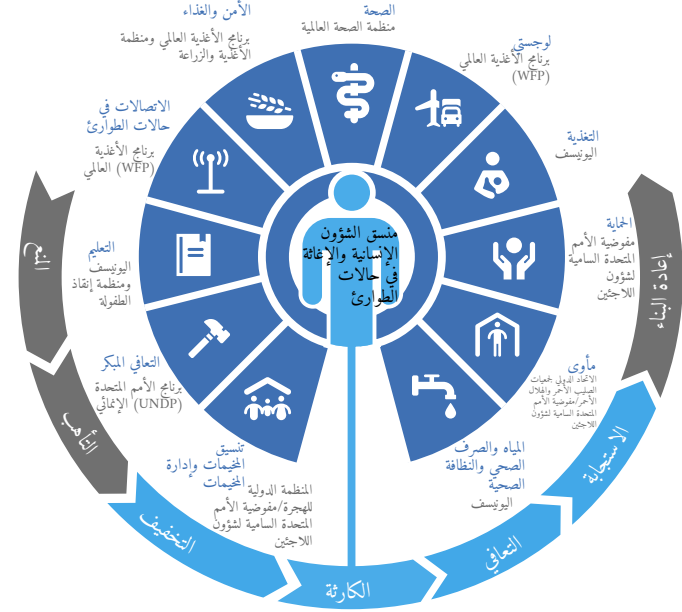 الصحة
منظمة الصحة العالمية
لوجستي
برنامج الأغذية العالمي
(WFP)
التغذية
اليونيسف
الحماية
مفوضية الأمم
المتحدة السامية
لشؤون
اللاجئين
مأوى
الاتحاد الدولي لجمعيات
الصليب الأحمر والهلال
الأحمر/مفوضية الأمم
المتحدة السامية لشؤون
اللاجئين
المياه والصرف
الصحي والنظافة
الصحية
اليونيسف
تنسيق
المخيمات وإدارة
المخيمات
المنظمة الدولية
للهجرة/مفوضية الأمم
المتحدة السامية لشؤون
اللاجئين
التعافي المبكر
برنامج الأمم المتحدة
الإنمائي (UNDP)
التعليم
اليونيسف
ومنظمة إنقاذ
الطفولة
الاتصالات في
حالات الطوارئ
برنامج الأغذية
العالمي (WFP)
الأمن والغذاء
برنامج الأغذية العالمي ومنظمة
الأغذية والزراعة
منسق الشؤون
الإنسانية والإغاثة
في حالات
الطوارئ
المنع
التأهب
التخفيف
الكارثة
التعافي
الاستجابة
إعادة البناء